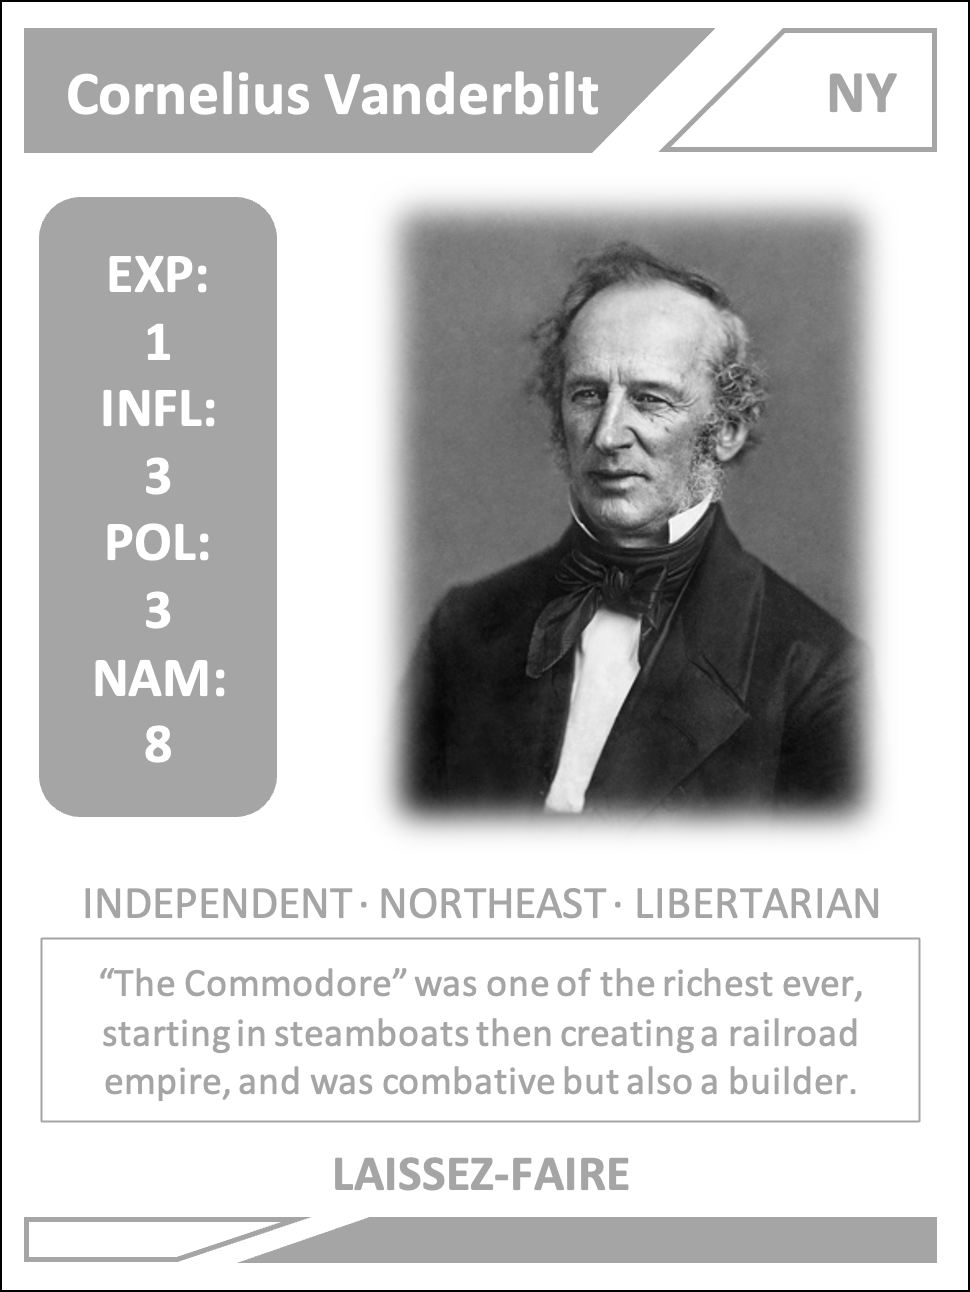 Cornelius Vanderbilt
NY
EXP:
1
INFL:
3
POL:
3
NAM:
8
INDEPENDENT · NORTHEAST · LIBERTARIAN
“The Commodore” was one of the richest ever,
starting in steamboats then creating a railroad
empire, and was combative but also a builder.
LAISSEZ-FAIRE